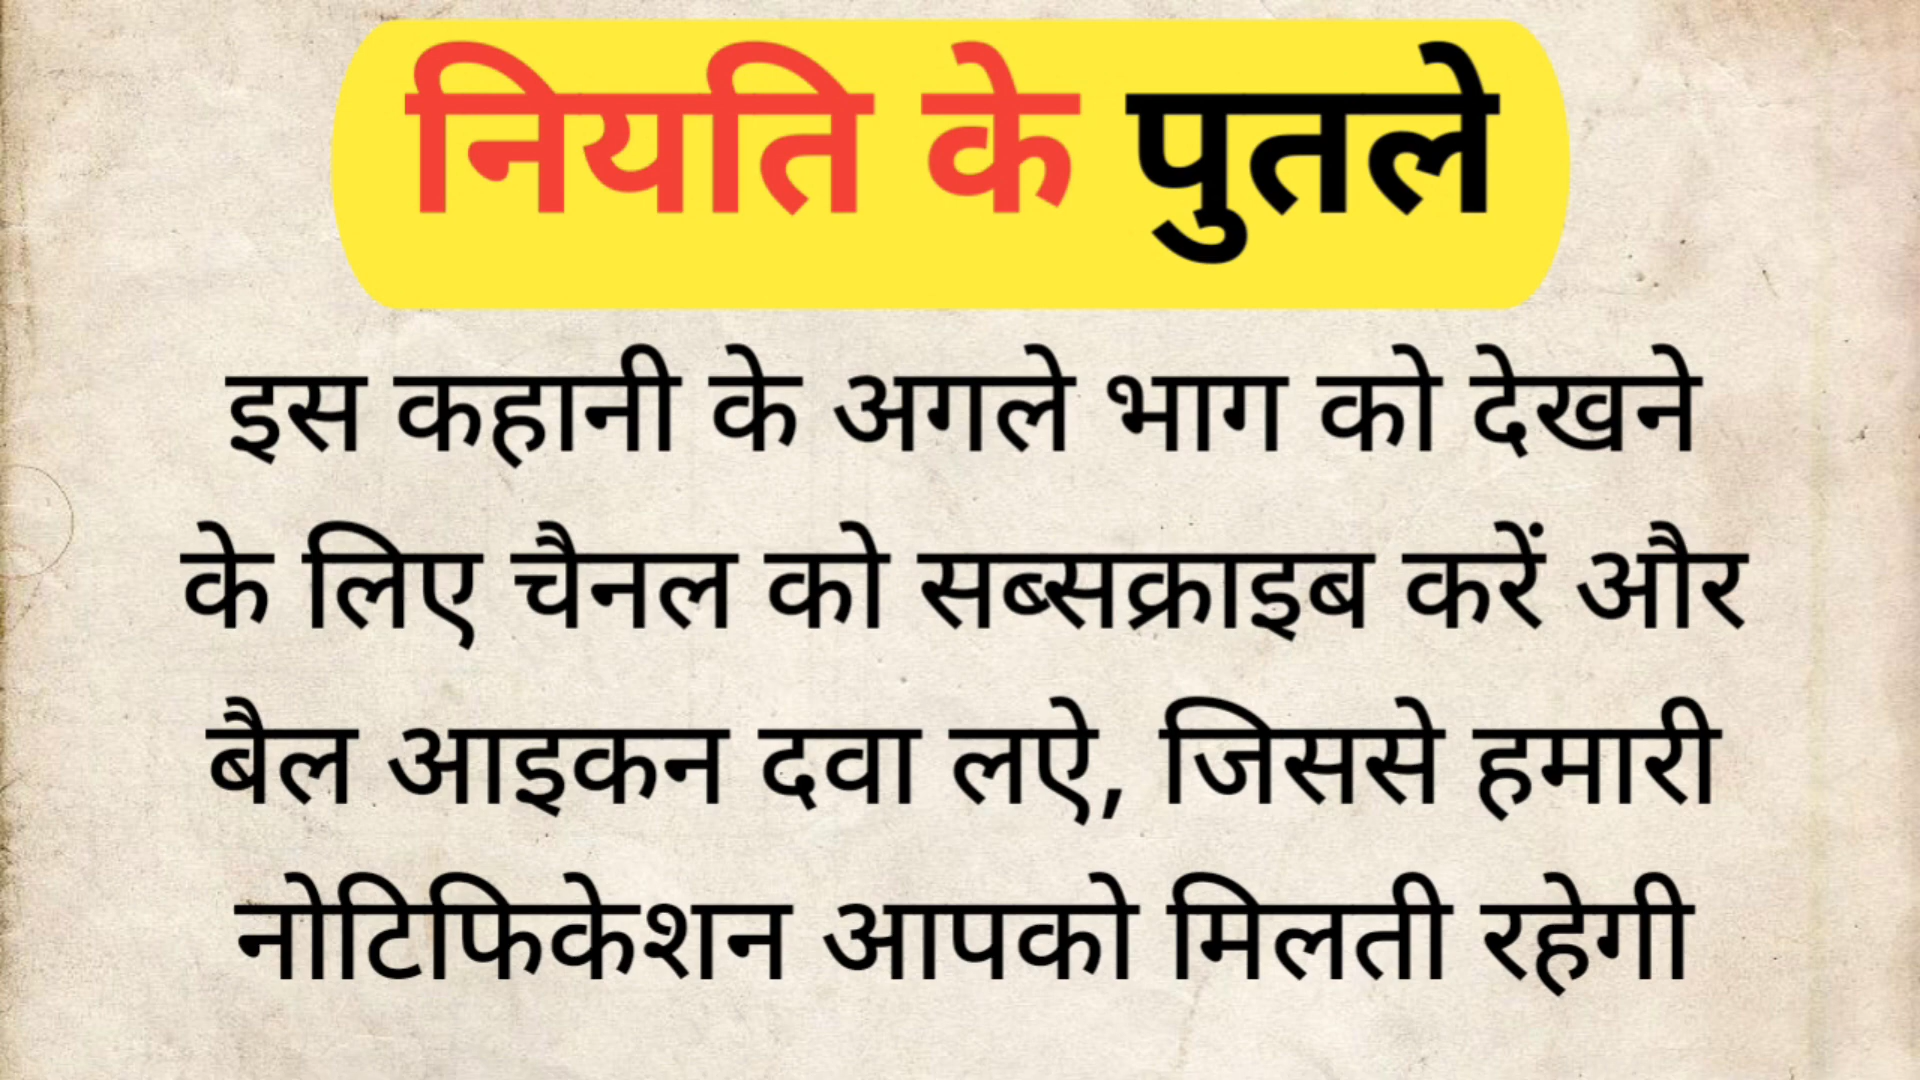 नियति के पुतले
इस कहानी के अगले भाग को देखने
के लिए चैनल को सब्सक्राइब करें और
बैल आइकन दवा लऐ, जिससे हमारी
नोटिफिकेशन आपको मिलती रहेगी